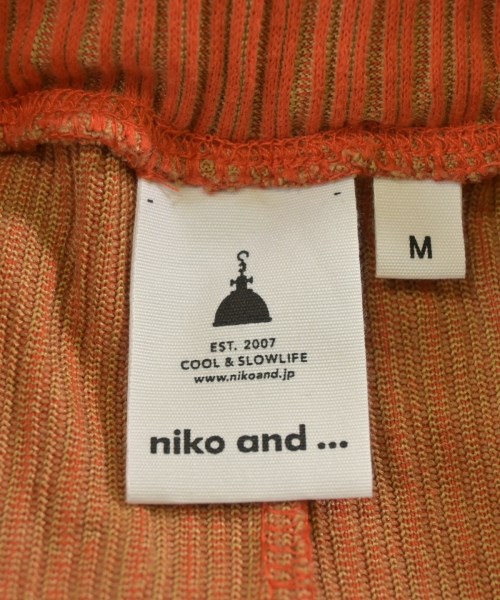 EST. 2007
COOL & SLOWLIFE
www.nikoand.jp
niko and ...
M